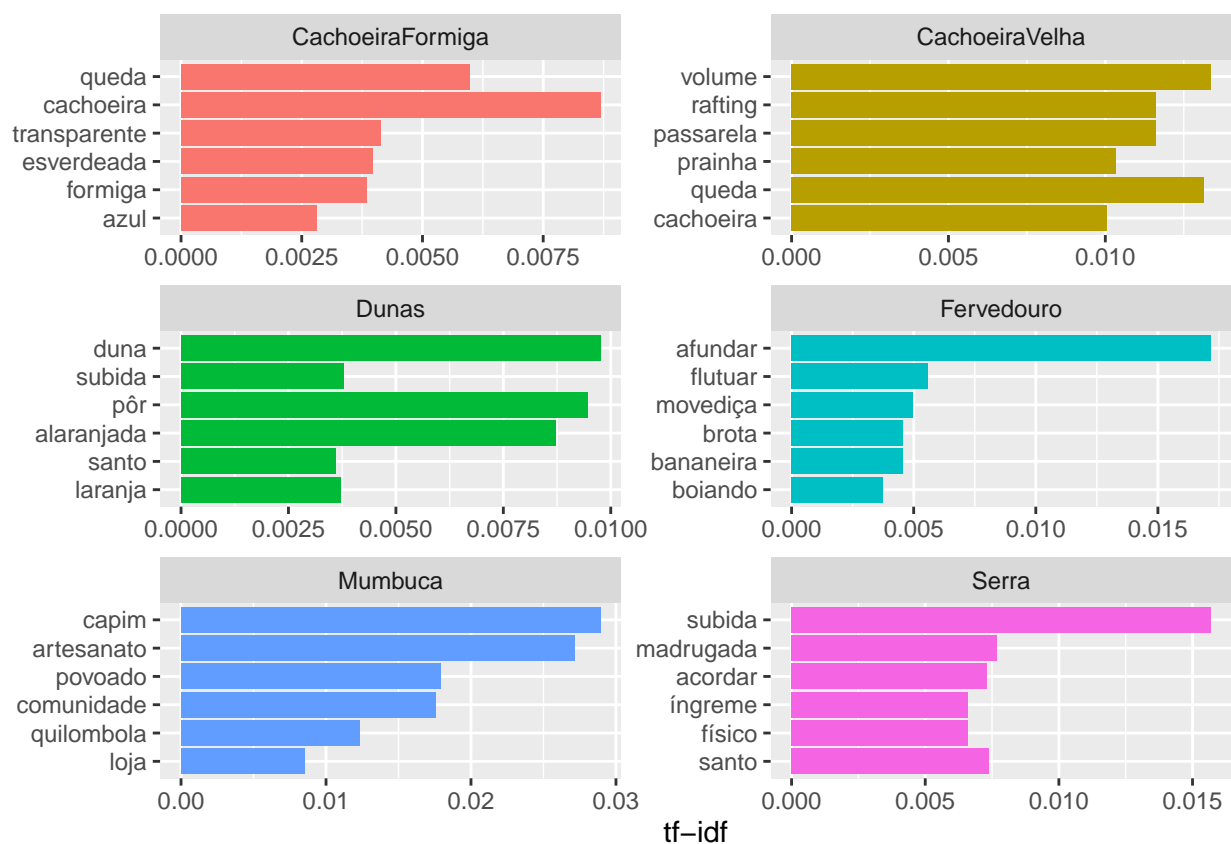 CachoeiraFormiga
queda
cachoeira
transparente
esverdeada
formiga
azul
0.0000 0.0025 0.0050 0.0075
CachoeiraVelha
volume
rafting
passarela
prainha
queda
cachoeira
0.000 0.005 0.010
Dunas
duna
subida
pôr
alaranjada
santo
laranja
0.0000 0.0025 0.0050 0.0075 0.0100
Fervedouro
afundar
flutuar
movediça
brota
bananeira
boiando
0.000 0.005 0.010 0.015
Mumbuca
capim
artesanato
povoado
comunidade
quilombola
loja
0.00 0.01 0.02 0.03
Serra
subida
madrugada
acordar
íngreme
físico
santo
0.000 0.005 0.010 0.015
tf−idf